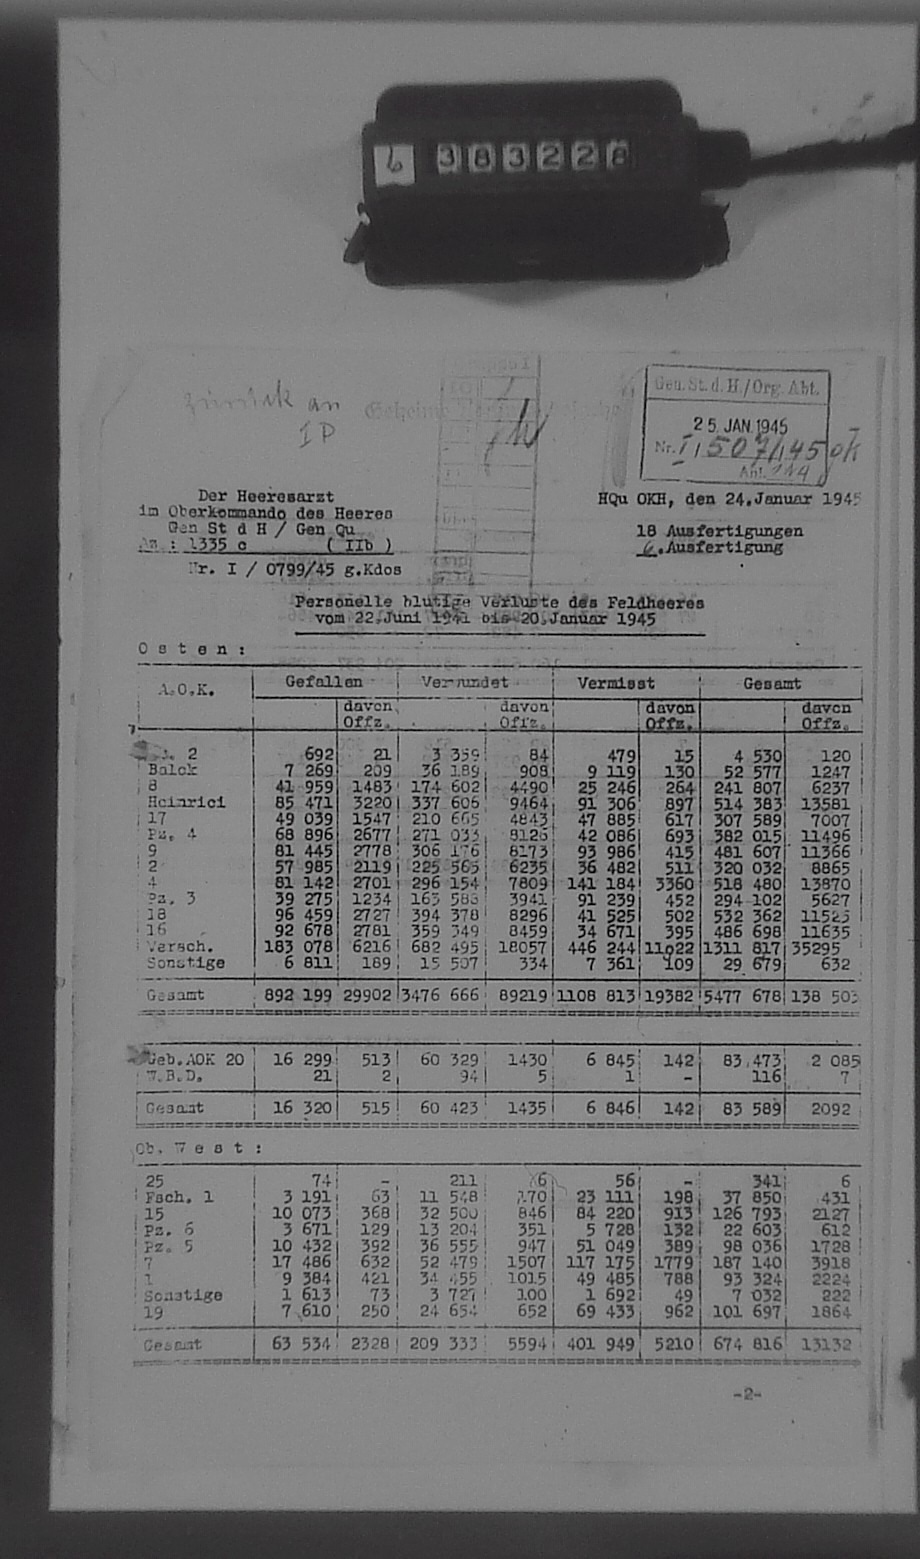 6 383228
zurück an
ID
Gen. St. d. H./Org. Abt.
25. JAN. 1945
Nr. I/507/45 gk
Der Heeresarzt
im Oberkommando des Heeres
Gen St d H / Gen Qu
Az : 1335 c ( IIb )
Nr. I / 0799/45 g.Kdos
HQu OKH, den 24.Januar 1945
18 Ausfertigungen
6.Ausfertigung
Personelle blutige Verluste des Feldheeres
vom 22.Juni 1941 bis 20.Januar 1945
Osten:
A.O.K. Gefallen Verwundet Vermisst Gesamt
davon Offz. davon Offz. davon Offz. davon Offz.
2 692 21 3 359 84 479 15 4 530 120
Balck 7 269 209 36 189 908 9 119 130 52 577 1247
8 41 959 1483 174 602 4490 25 246 264 241 807 6237
Heinrici 85 471 3220 337 606 9464 91 306 897 514 383 13581
17 49 039 1547 210 665 4843 47 885 617 307 589 7007
Pz. 4 68 896 2677 271 033 8126 42 086 693 382 015 11496
9 81 445 2778 306 176 8173 93 986 415 481 607 11366
2 57 985 2119 225 565 6235 36 482 511 320 032 8865
4 81 142 2701 296 154 7809 141 184 3360 518 480 13870
Pz. 3 39 275 1234 163 588 3941 91 239 452 294 102 5627
18 96 459 2727 394 378 8296 41 525 502 532 362 11525
16 92 678 2781 359 349 8459 34 671 395 486 698 11635
Versch. 183 078 6216 682 495 18057 446 244 11022 1311 817 35295
Sonstige 6 811 189 15 507 334 7 361 109 29 679 632
Gesamt 892 199 29902 3476 666 89219 1108 813 19382 5477 678 138 503
Geb.AOK 20 16 299 513 60 329 1430 6 845 142 83 473 2 085
W.B.D. 21 2 94 5 1 - 116 7
Gesamt 16 320 515 60 423 1435 6 846 142 83 589 2092
Ob. West:
25 74 - 211 6 56 - 341 6
Fsch. 1 3 191 63 11 548 170 23 111 198 37 850 431
15 10 073 368 32 500 846 84 220 913 126 793 2127
Pz. 6 3 671 129 13 204 351 5 728 132 22 603 612
Pz. 5 10 432 392 36 555 947 51 049 389 98 036 1728
7 17 486 632 52 479 1507 117 175 1779 187 140 3918
1 9 384 421 34 455 1015 49 485 788 93 324 2224
Sonstige 1 613 73 3 727 100 1 692 49 7 032 222
19 7 610 250 24 654 652 69 433 962 101 697 1864
Gesamt 63 534 2328 209 333 5594 401 949 5210 674 816 13132
-2-